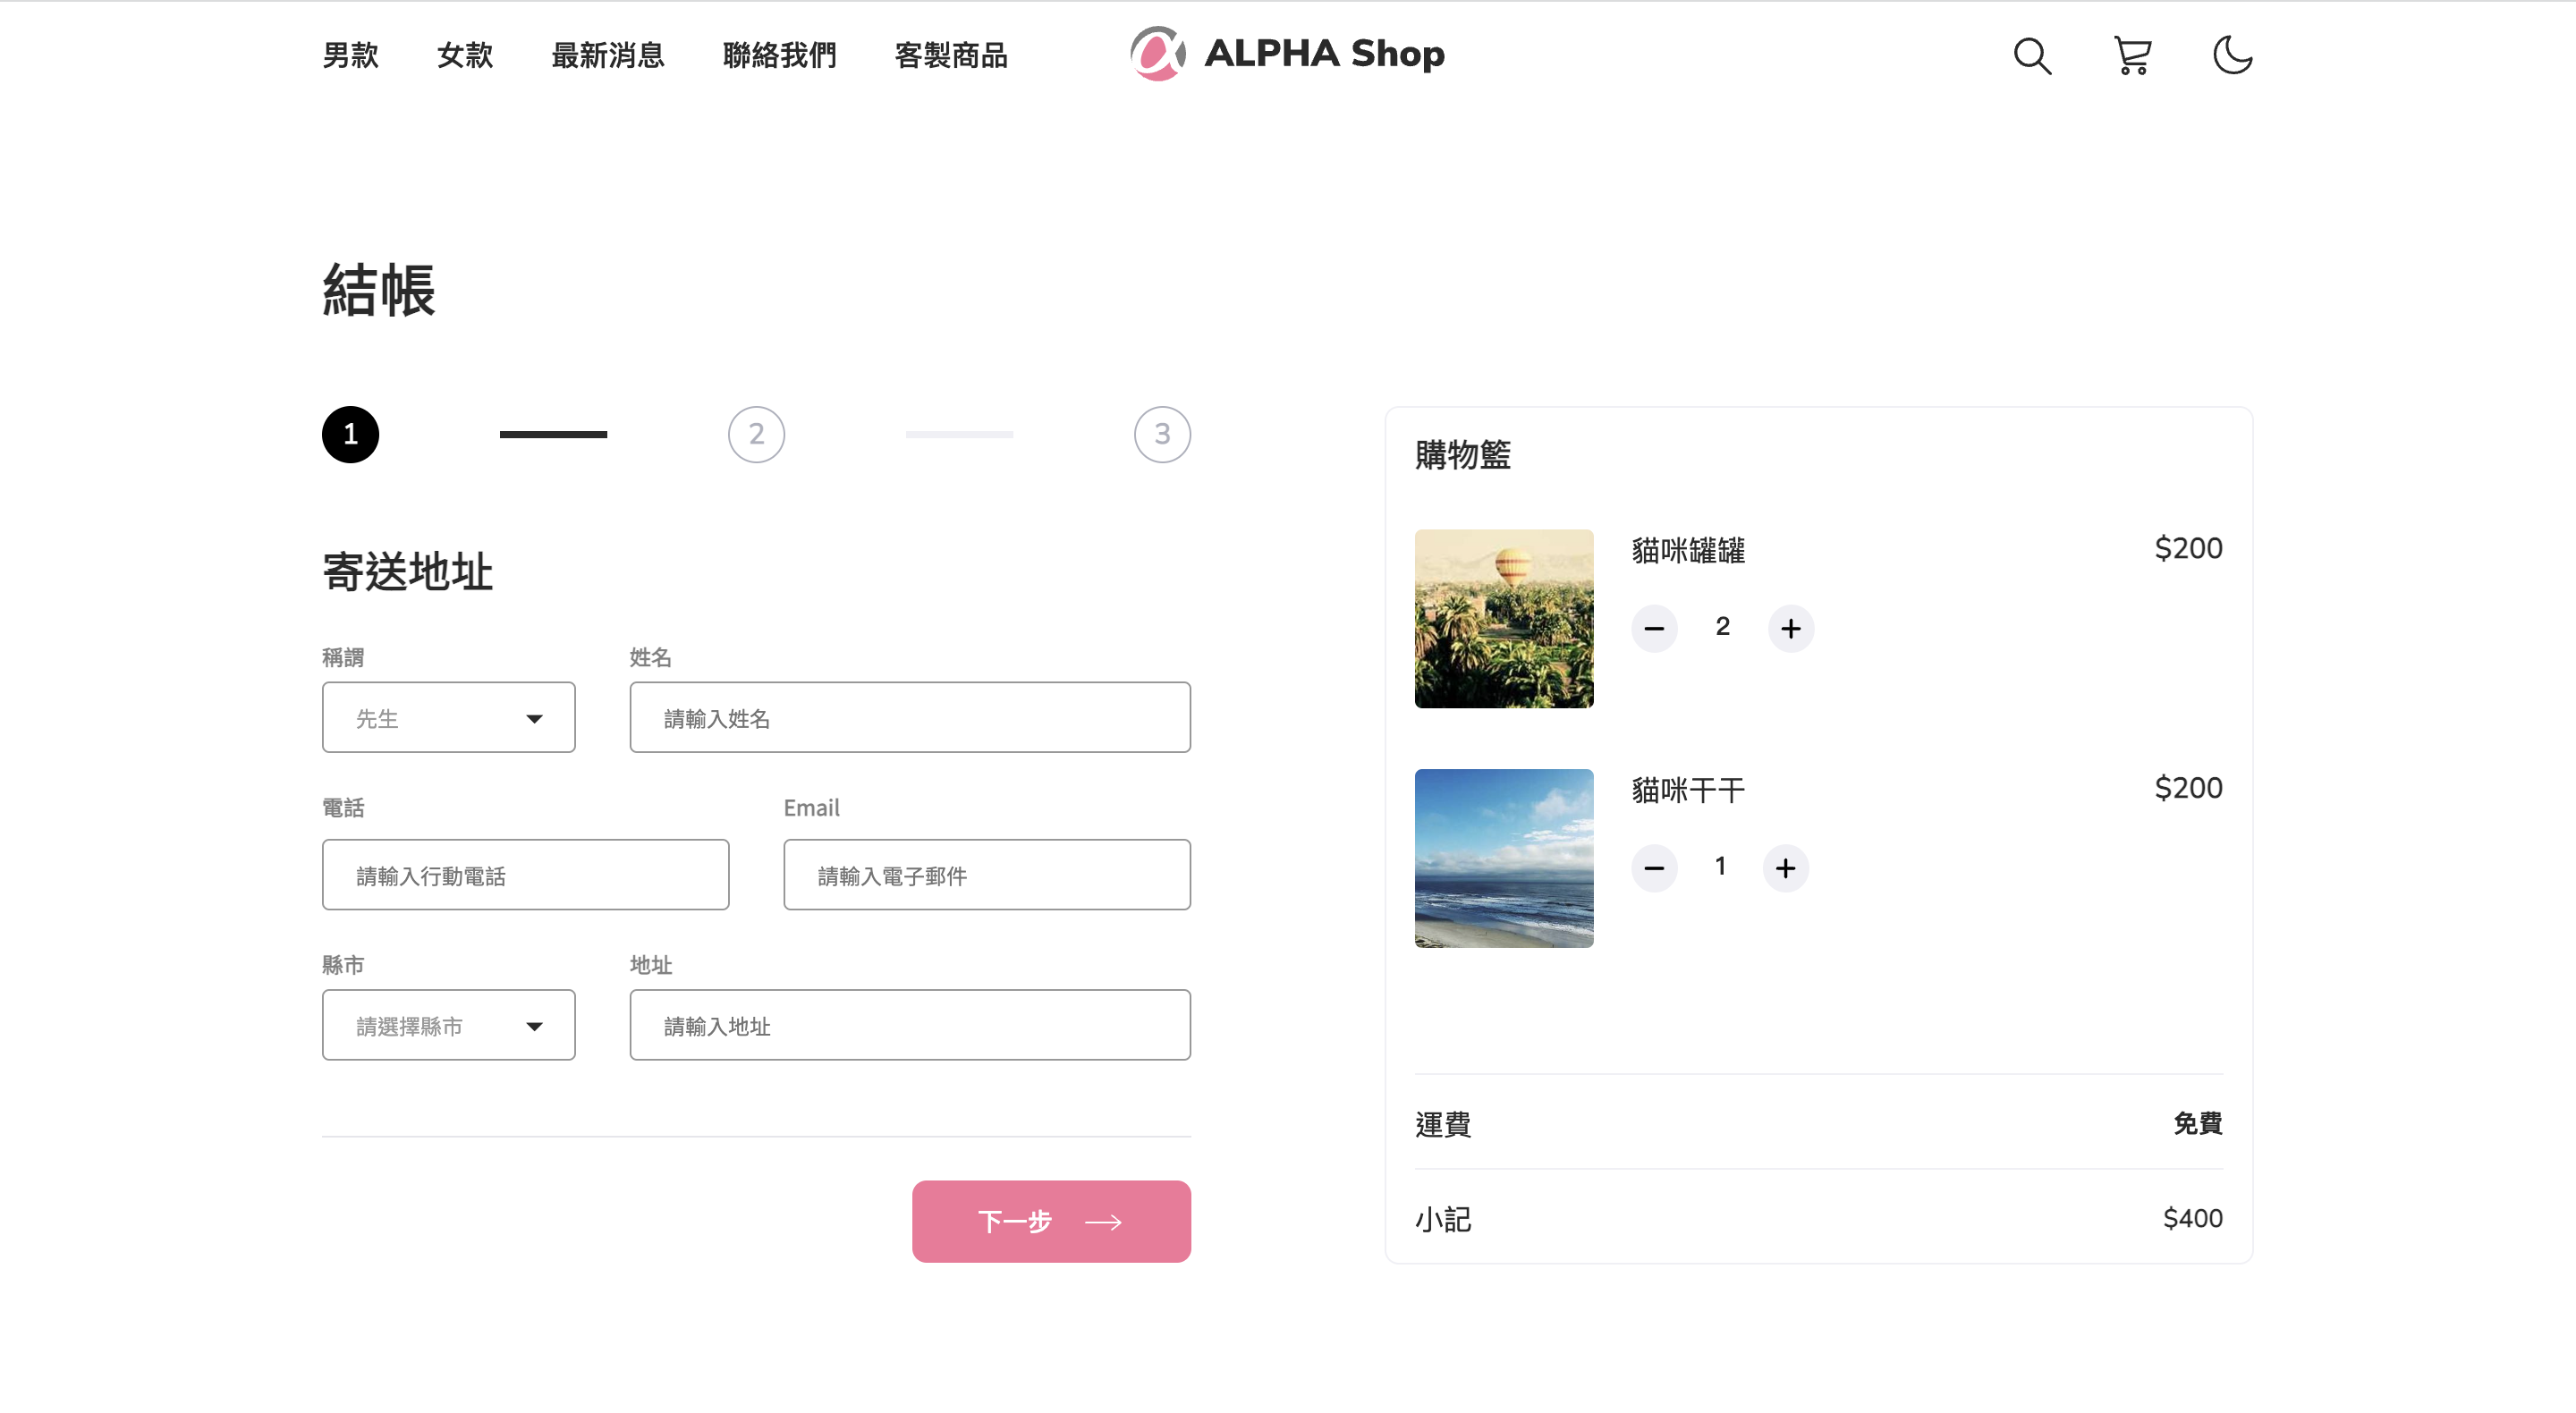 男款 女款 最新消息 聯絡我們 客製商品 ALPHA Shop
結帳
1 2 3
寄送地址
稱謂 姓名
先生 請輸入姓名
電話 Email
請輸入行動電話 請輸入電子郵件
縣市 地址
請選擇縣市 請輸入地址
下一步
購物籃
貓咪罐罐 $200
2
貓咪干干 $200
1
運費 免費
小記 $400